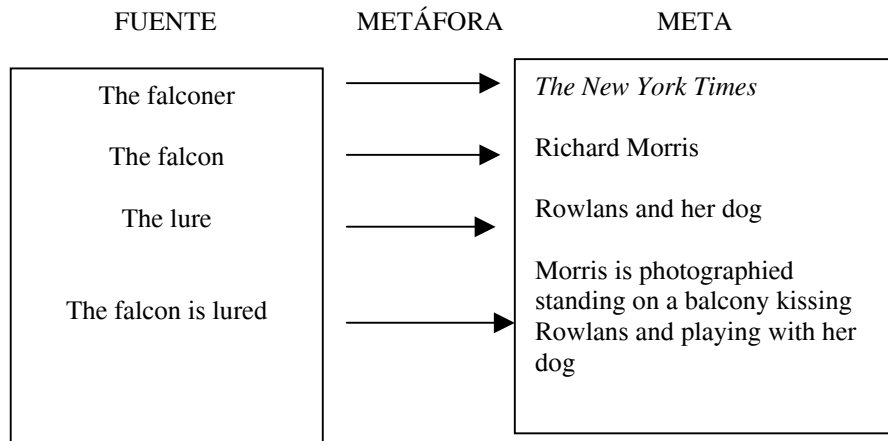 FUENTE METÁFORA META
The falconer The New York Times
The falcon Richard Morris
The lure Rowlans and her dog
The falcon is lured Morris is photographied
standing on a balcony kissing
Rowlans and playing with her
dog